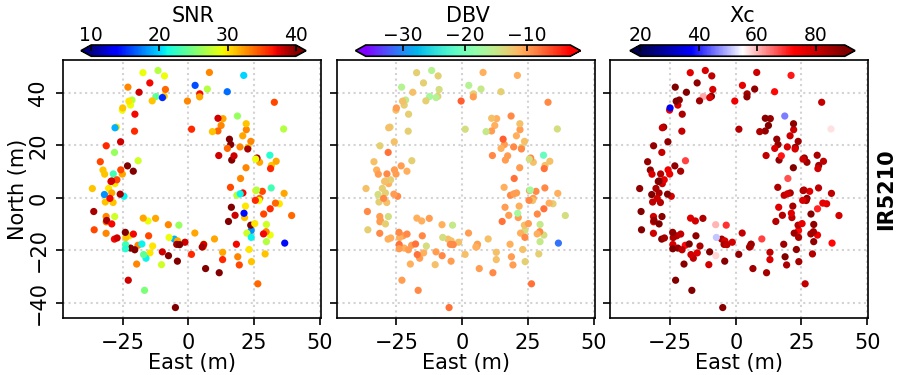 SNR DBV Xc
10 20 30 40 −30 −20 −10 20 40 60 80
40
20
0
−20
−40
North (m)
IR5210
−25 0 25 50 −25 0 25 50 −25 0 25 50
East (m) East (m) East (m)